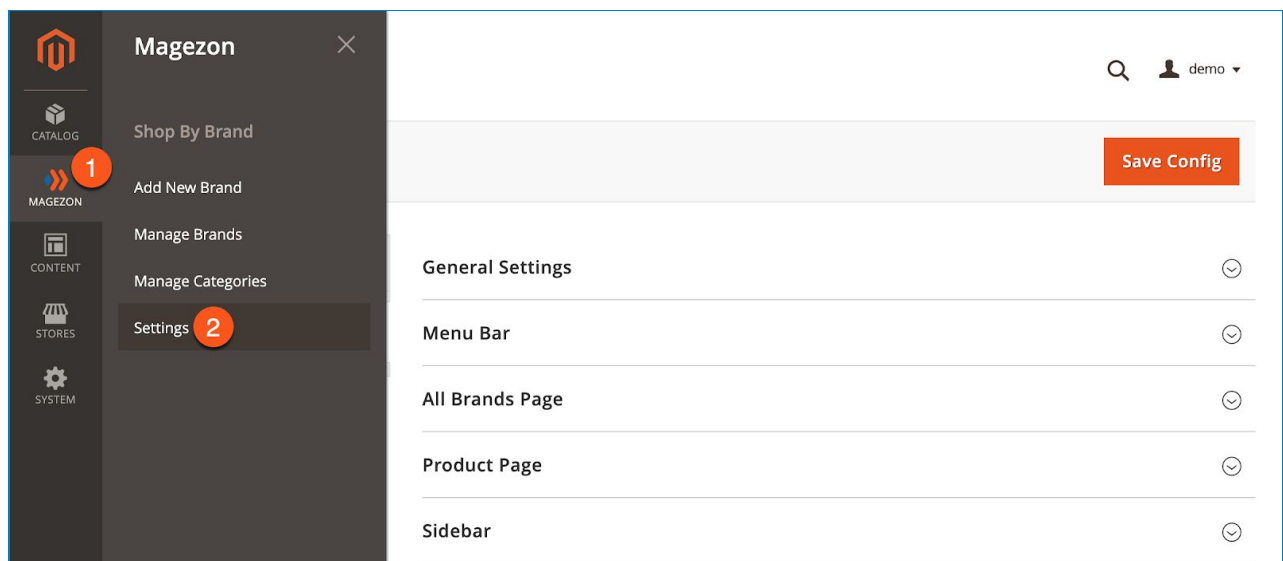 Magezon
demo
CATALOG
Shop By Brand
Save Config
1
MAGEZON
Add New Brand
Manage Brands
CONTENT
General Settings
Manage Categories
STORES
Settings 2
Menu Bar
SYSTEM
All Brands Page
Product Page
Sidebar